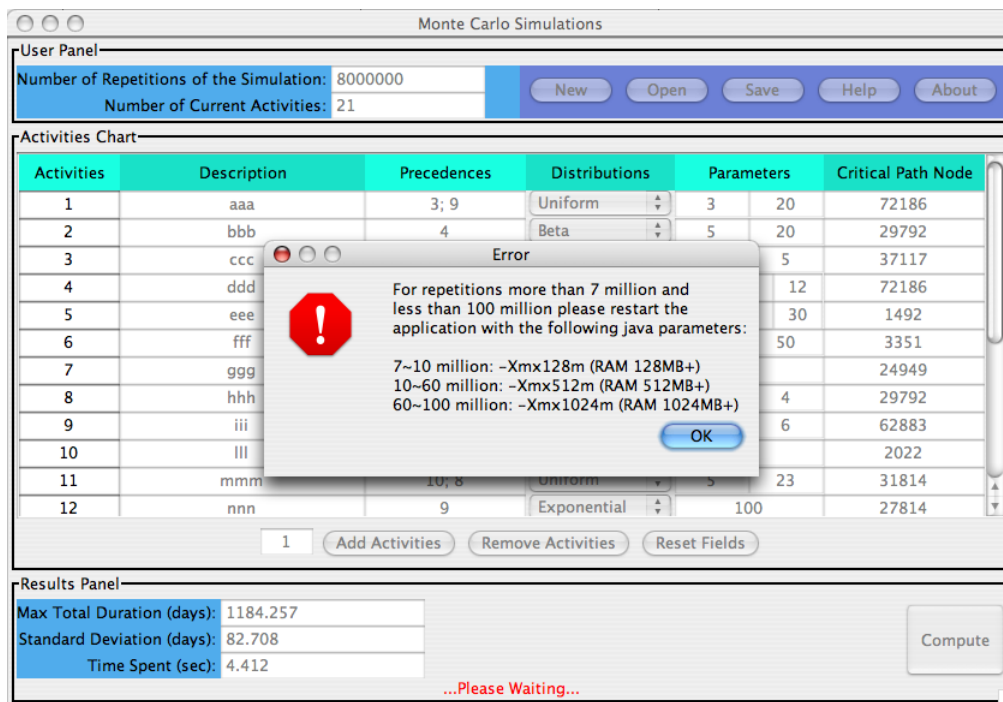 Monte Carlo Simulations
User Panel
Number of Repetitions of the Simulation: 8000000
Number of Current Activities: 21
New Open Save Help About
Activities Chart
Activities Description Precedences Distributions Parameters Critical Path Node
1 aaa 3; 9 Uniform 3 20 72186
2 bbb 4 Beta 5 20 29792
3 ccc 5 37117
4 ddd 12 72186
5 eee 30 1492
6 fff 50 3351
7 ggg 24949
8 hhh 4 29792
9 iii 6 62883
10 lll 2022
11 mmm 10; 8 Uniform 5 23 31814
12 nnn 9 Exponential 100 27814
Error
For repetitions more than 7 million and
less than 100 million please restart the
application with the following java parameters:
7~10 million: -Xmx128m (RAM 128MB+)
10~60 million: -Xmx512m (RAM 512MB+)
60~100 million: -Xmx1024m (RAM 1024MB+)
OK
1 Add Activities Remove Activities Reset Fields
Results Panel
Max Total Duration (days): 1184.257
Standard Deviation (days): 82.708
Time Spent (sec): 4.412
Compute
...Please Waiting...